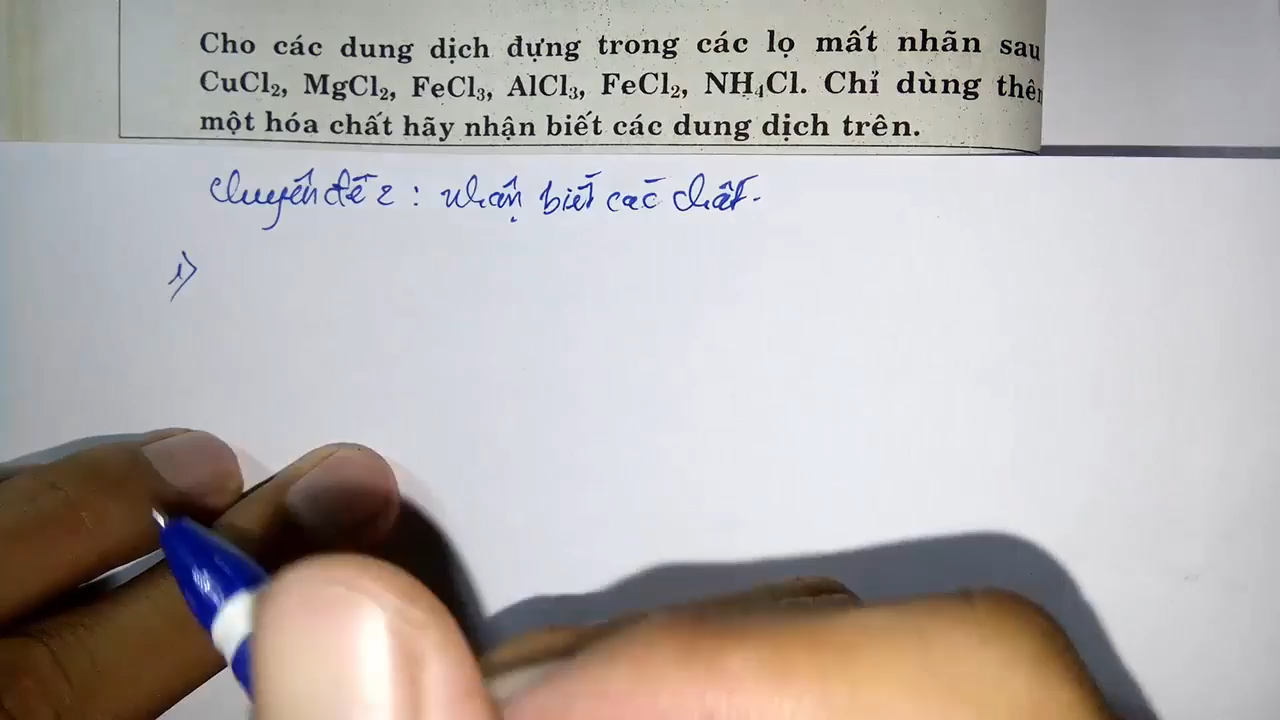 Cho các dung dịch đựng trong các lọ mất nhãn sau
CuCl₂, MgCl₂, FeCl₃, AlCl₃, FeCl₂, NH₄Cl. Chỉ dùng thêm
một hóa chất hãy nhận biết các dung dịch trên.
Chuyên đề 2 : nhận biết các chất.
1)